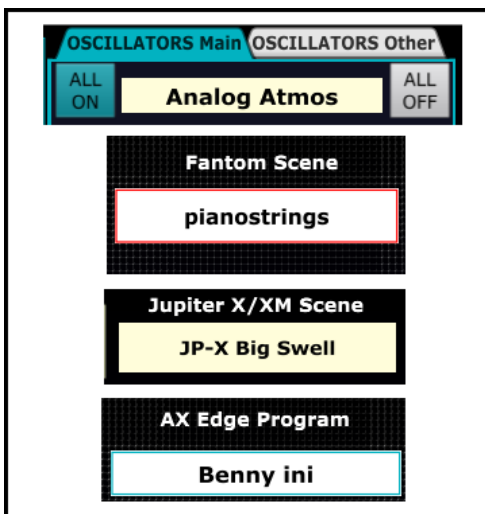 OSCILLATORS Main OSCILLATORS Other
ALL ON Analog Atmos ALL OFF
Fantom Scene
pianostrings
Jupiter X/XM Scene
JP-X Big Swell
AX Edge Program
Benny ini